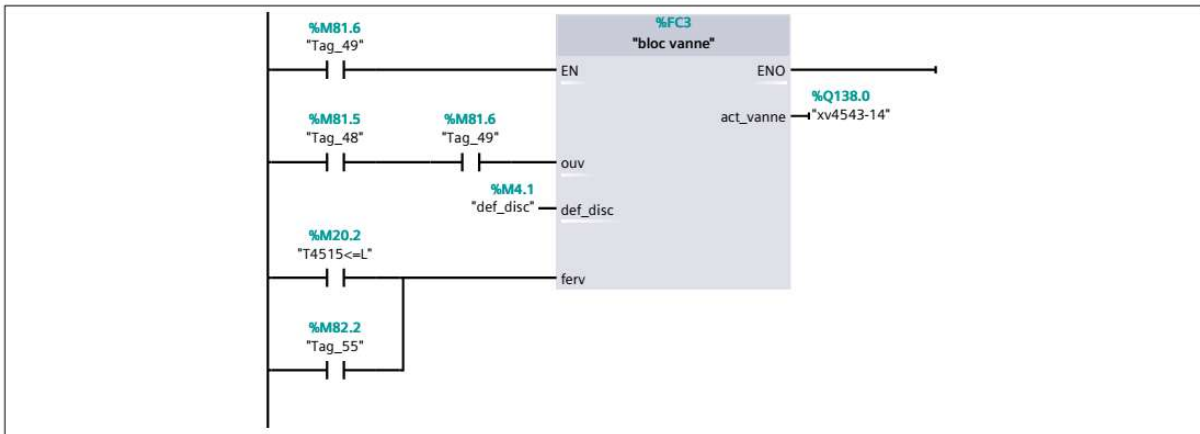 %M81.6
"Tag_49"
%FC3
"bloc vanne"
EN
ENO
%Q138.0
act_vanne
"xv4543-14"
%M81.5
"Tag_48"
%M81.6
"Tag_49"
ouv
%M4.1
"def_disc"
def_disc
%M20.2
"T4515<=L"
ferv
%M82.2
"Tag_55"